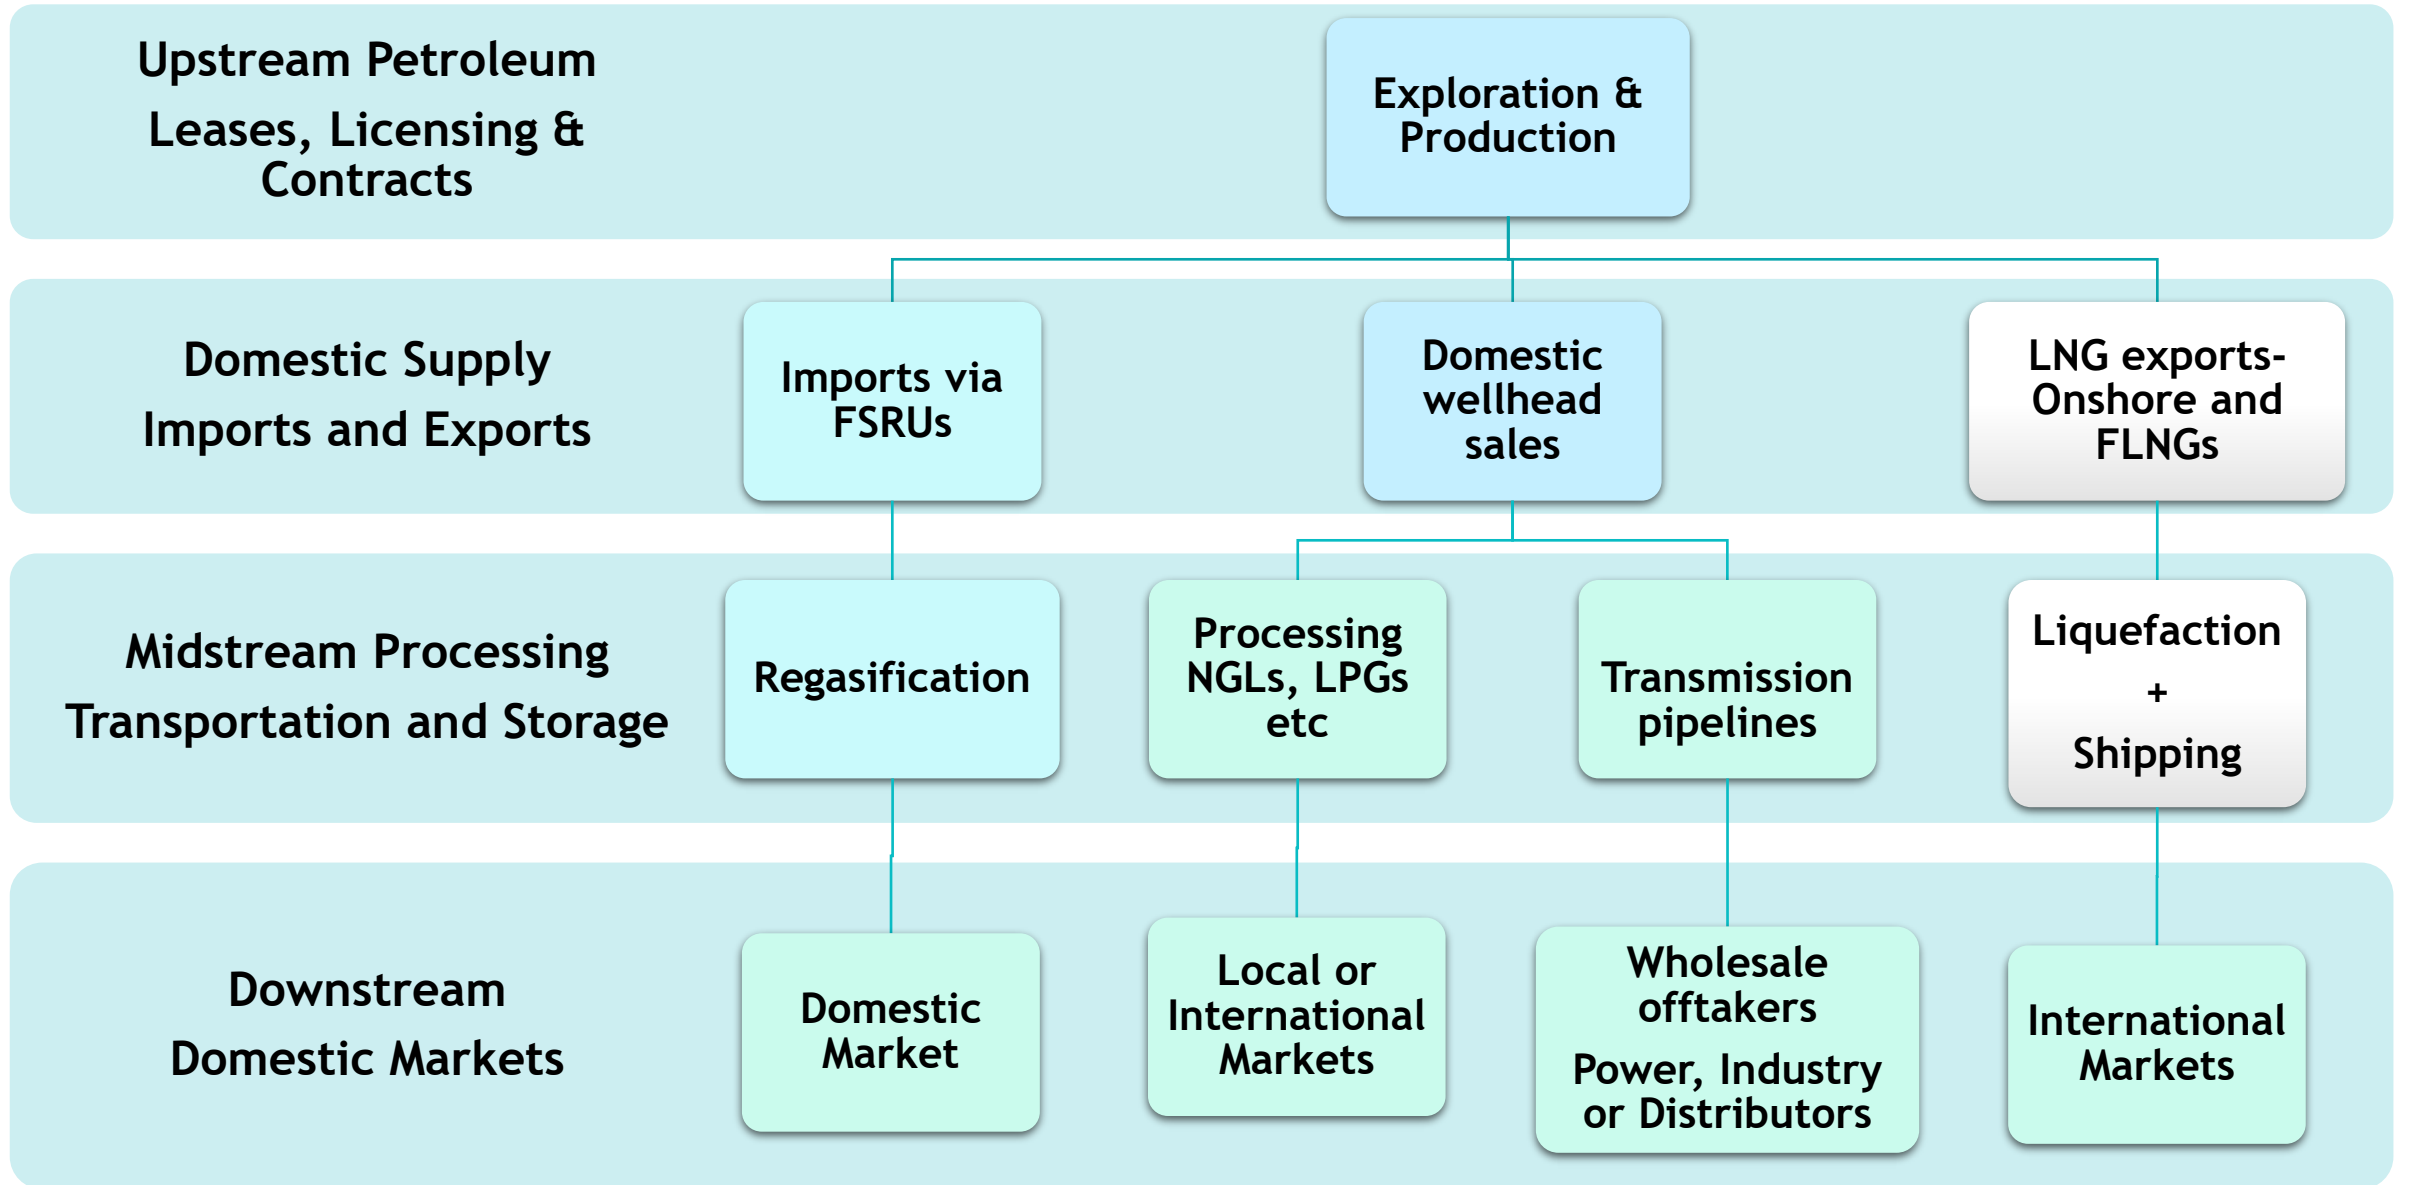 Upstream Petroleum
Leases, Licensing &
Contracts
Exploration &
Production
Domestic Supply
Imports and Exports
Imports via
FSRUs
Domestic
wellhead
sales
LNG exports-
Onshore and
FLNGs
Midstream Processing
Transportation and Storage
Regasification
Processing
NGLs, LPGs
etc
Transmission
pipelines
Liquefaction
+
Shipping
Downstream
Domestic Markets
Domestic
Market
Local or
International
Markets
Wholesale
offtakers
Power, Industry
or Distributors
International
Markets